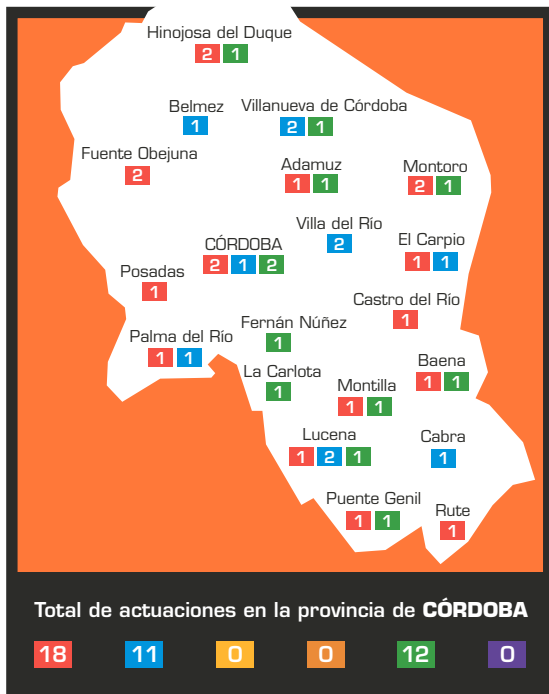 Hinojosa del Duque
2 1
Belmez
1
Villanueva de Córdoba
2 1
Fuente Obejuna
2
Adamuz
1 1
Montoro
2 1
Villa del Río
2
CÓRDOBA
2 1 2
El Carpio
1 1
Posadas
1
Castro del Río
1
Palma del Río
1 1
Fernán Núñez
1
La Carlota
1
Baena
1 1
Montilla
1 1
Lucena
1 2 1
Cabra
1
Puente Genil
1 1
Rute
1
Total de actuaciones en la provincia de CÓRDOBA
18 11 0 0 12 0